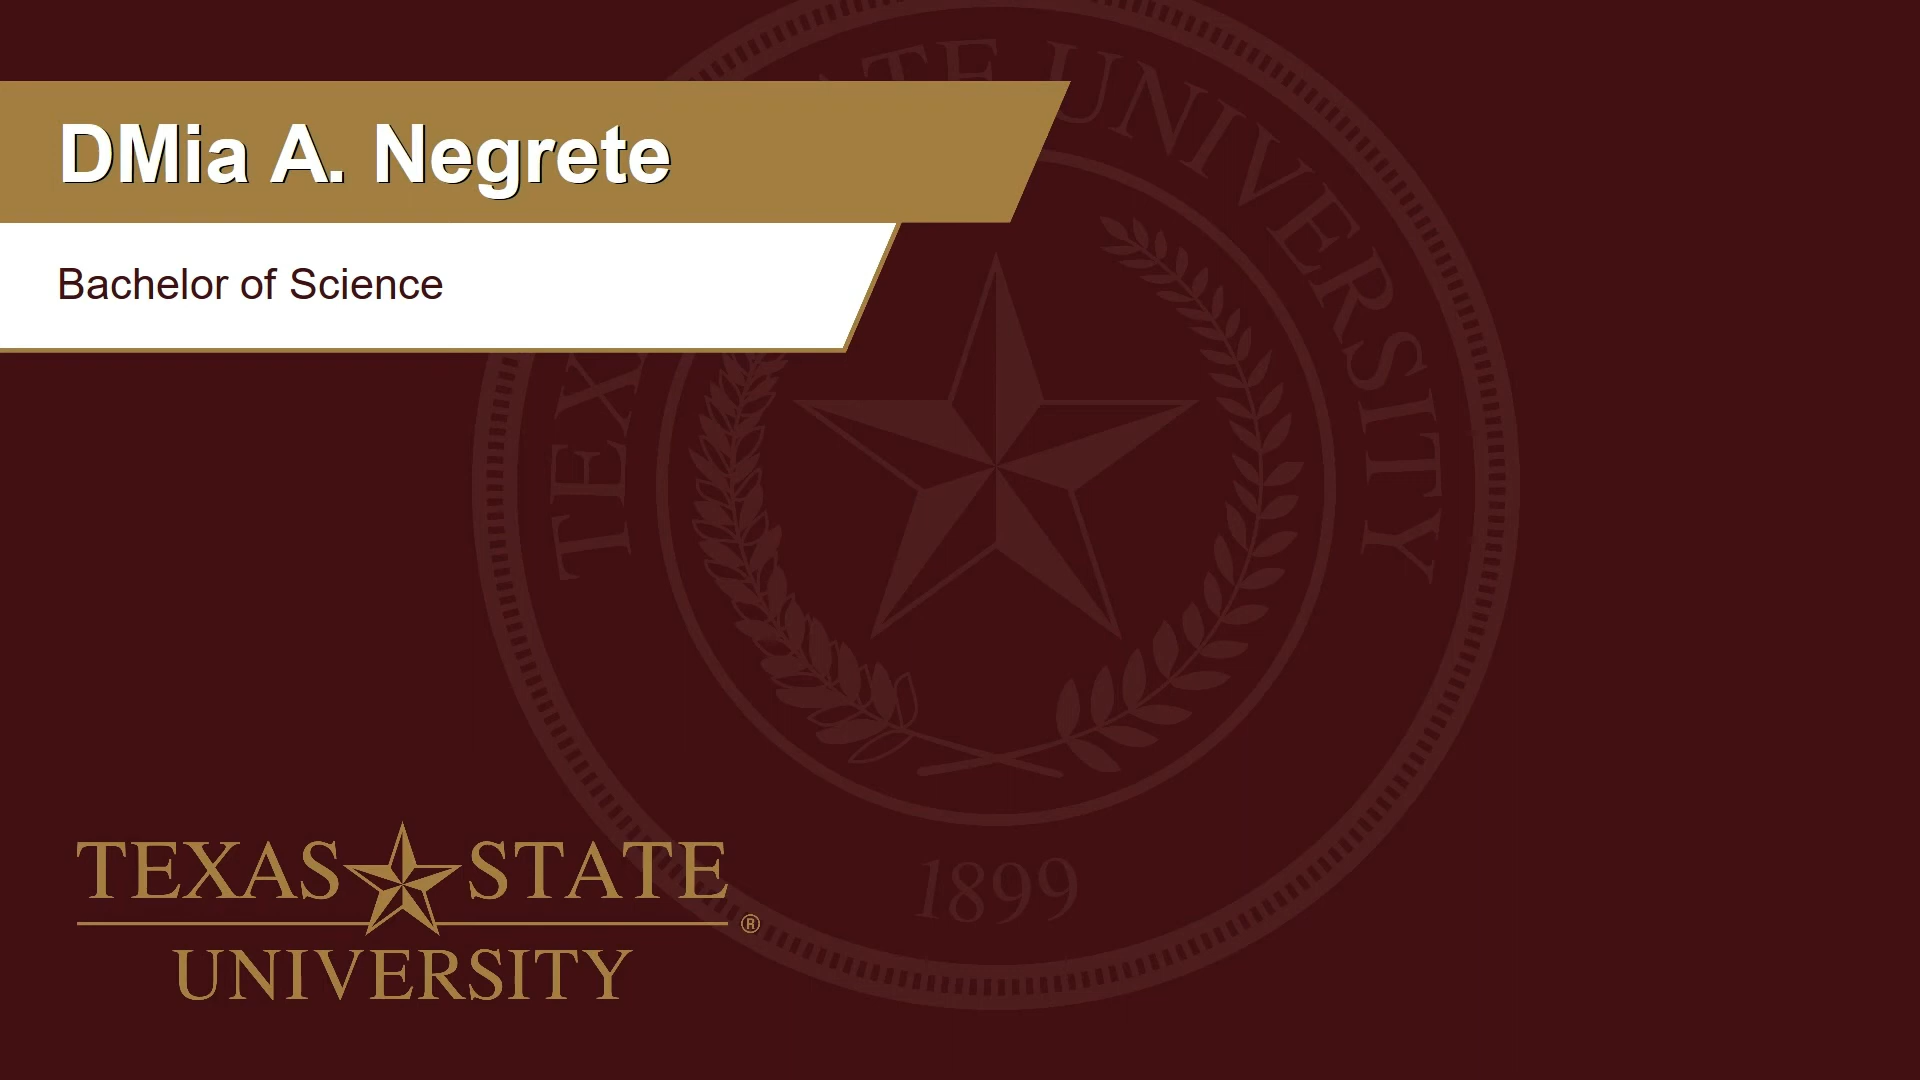 DMia A. Negrete
Bachelor of Science
TEXAS STATE UNIVERSITY
1899
TEXAS STATE
®
UNIVERSITY